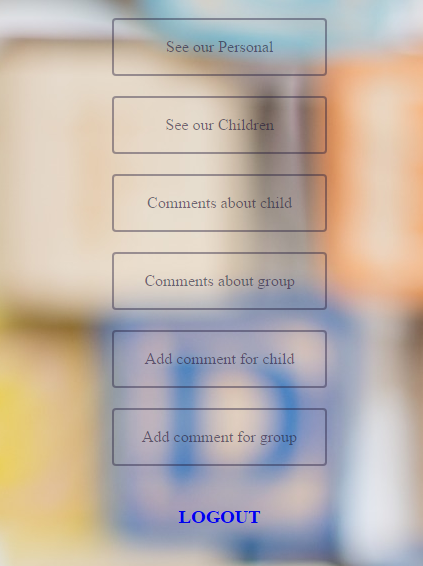 See our Personal
See our Children
Comments about child
Comments about group
Add comment for child
Add comment for group
LOGOUT